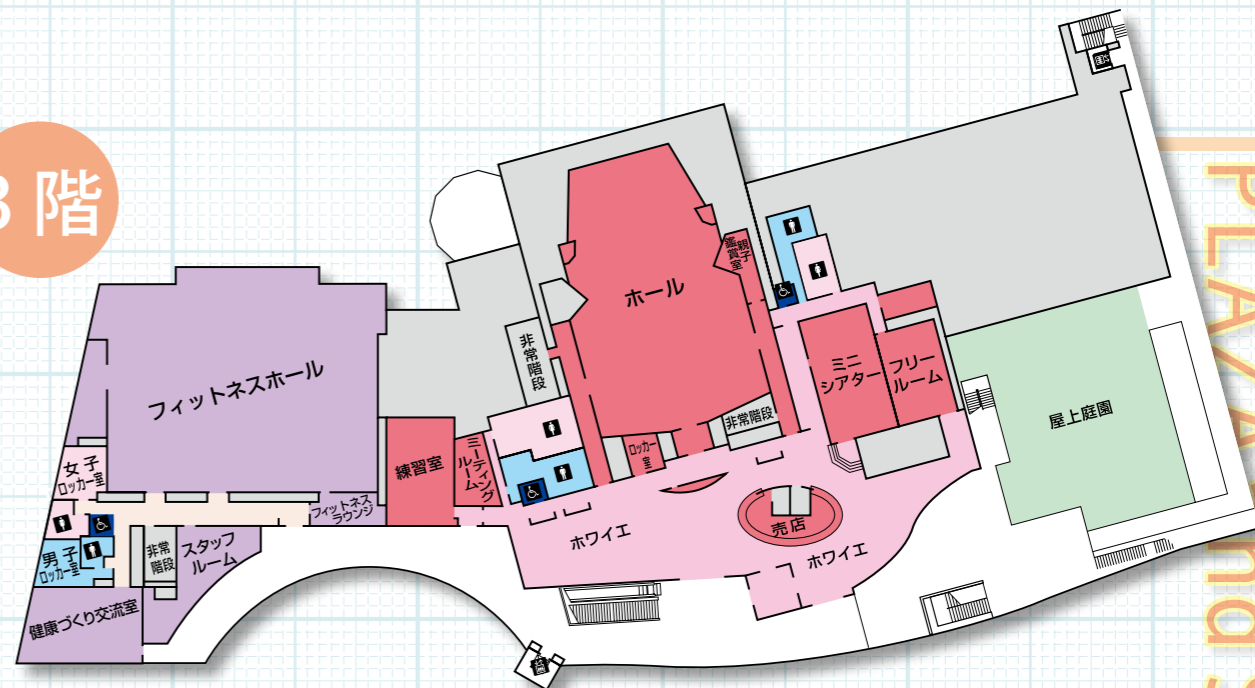 3階
ホール
親子
鑑賞室
非常階段
ミニ
シアター
フリー
ルーム
屋上庭園
フィットネスホール
非常階段
ロッカー
室
練習室
ミーティング
ルーム
女子
ロッカー室
フィットネス
ラウンジ
売店
ホワイエ
ホワイエ
男子
ロッカー室
非常
階段
スタッフ
ルーム
健康づくり交流室